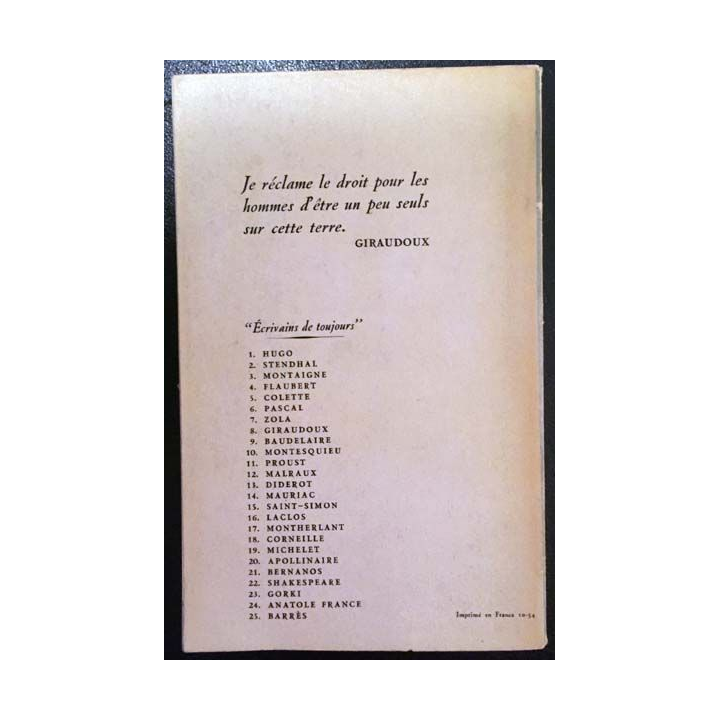 Je réclame le droit pour les
hommes d'être un peu seuls
sur cette terre.
GIRAUDOUX
"Écrivains de toujours"
1. HUGO
2. STENDHAL
3. MONTAIGNE
4. FLAUBERT
5. COLETTE
6. PASCAL
7. ZOLA
8. GIRAUDOUX
9. BAUDELAIRE
10. MONTESQUIEU
11. PROUST
12. MALRAUX
13. DIDEROT
14. MAURIAC
15. SAINT-SIMON
16. LACLOS
17. MONTHERLANT
18. CORNEILLE
19. MICHELET
20. APOLLINAIRE
21. BERNANOS
22. SHAKESPEARE
23. GORKI
24. ANATOLE FRANCE
25. BARRÈS
Imprimé en France 10-54